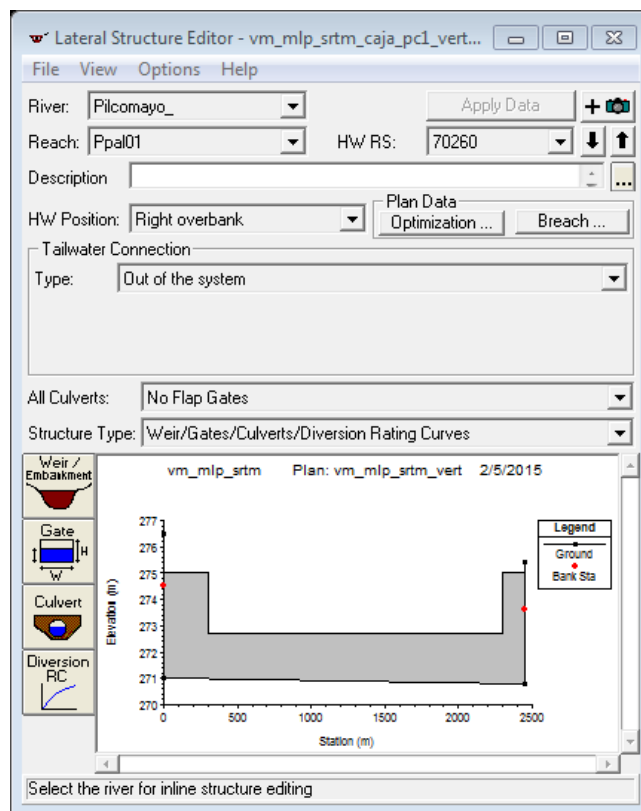 Lateral Structure Editor - vm_mlp_srtm_caja_pc1_vert...
File View Options Help
River: Pilcomayo_ Apply Data +
Reach: Ppal01 HW RS: 70260
Description ...
Plan Data
HW Position: Right overbank Optimization ... Breach ...
Tailwater Connection
Type: Out of the system
All Culverts: No Flap Gates
Structure Type: Weir/Gates/Culverts/Diversion Rating Curves
Weir /
Embankment
Gate
H
W
Culvert
Diversion
RC
vm_mlp_srtm Plan: vm_mlp_srtm_vert 2/5/2015
Elevation (m)
277
276
275
274
273
272
271
270
0 500 1000 1500 2000 2500
Station (m)
Legend
Ground
Bank Sta
Select the river for inline structure editing